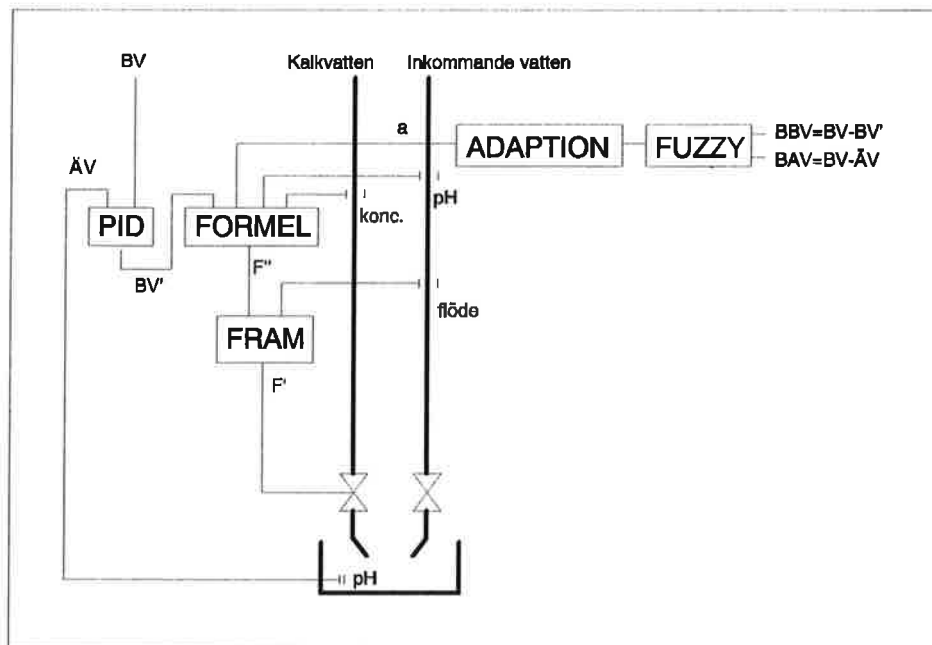 BV
Kalkvatten
Inkommande vatten
a
ADAPTION
FUZZY
BBV=BV-BV'
BAV=BV-ÄV
ÄV
PID
FORMEL
konc.
pH
BV'
F"
flöde
FRAM
F'
pH